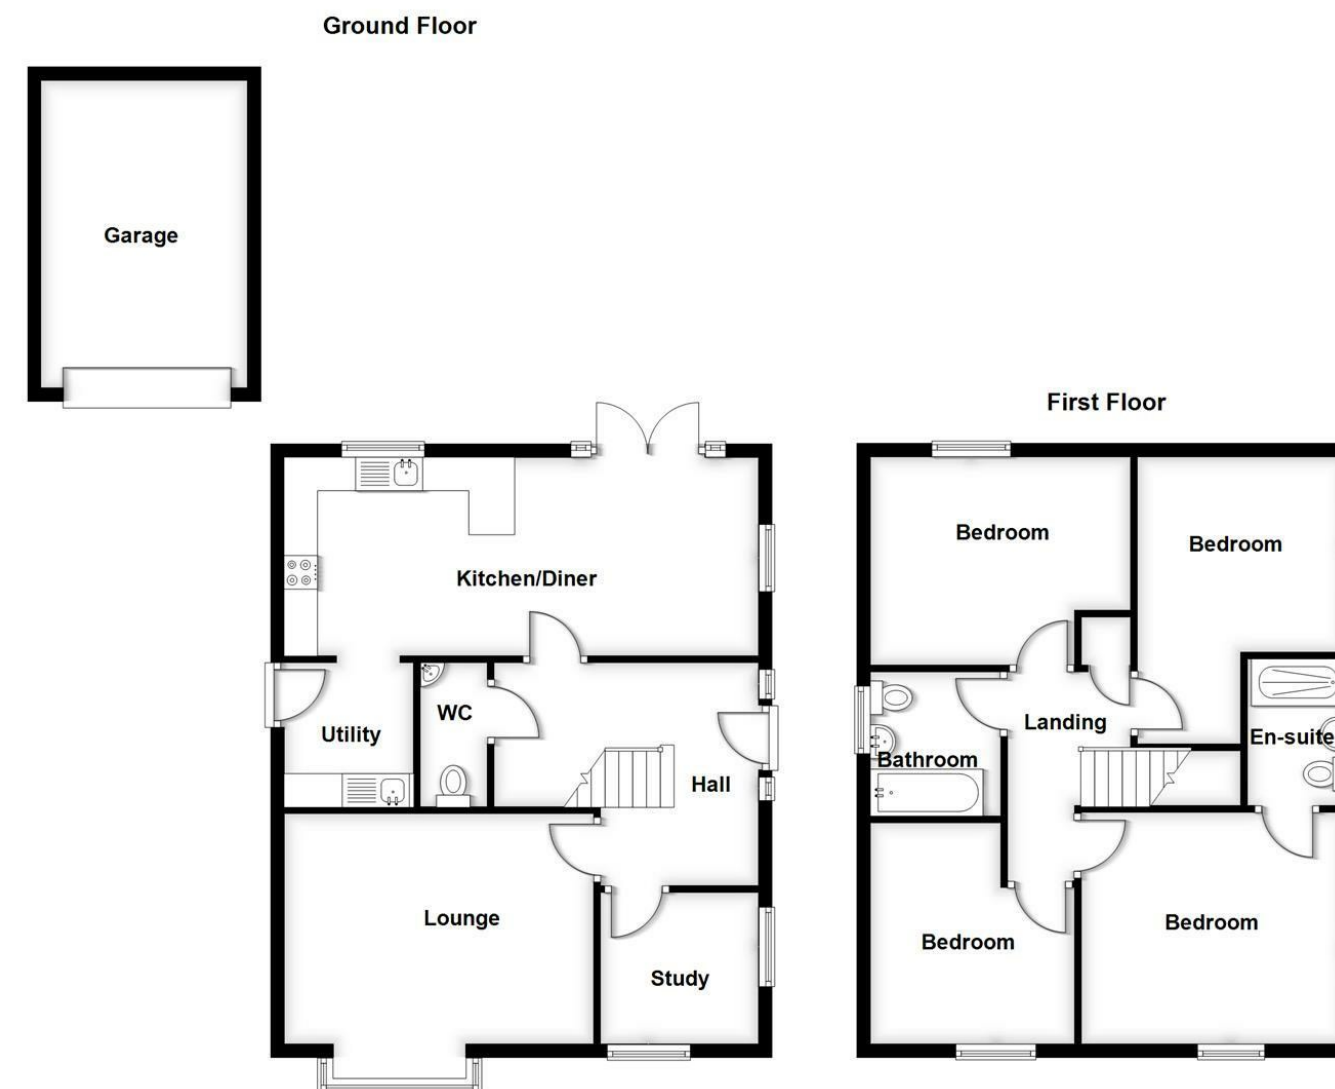 Ground Floor
Garage
Kitchen/Diner
WC
Utility
Hall
Lounge
Study
First Floor
Bedroom
Bedroom
Landing
En-suite
Bathroom
Bedroom
Bedroom